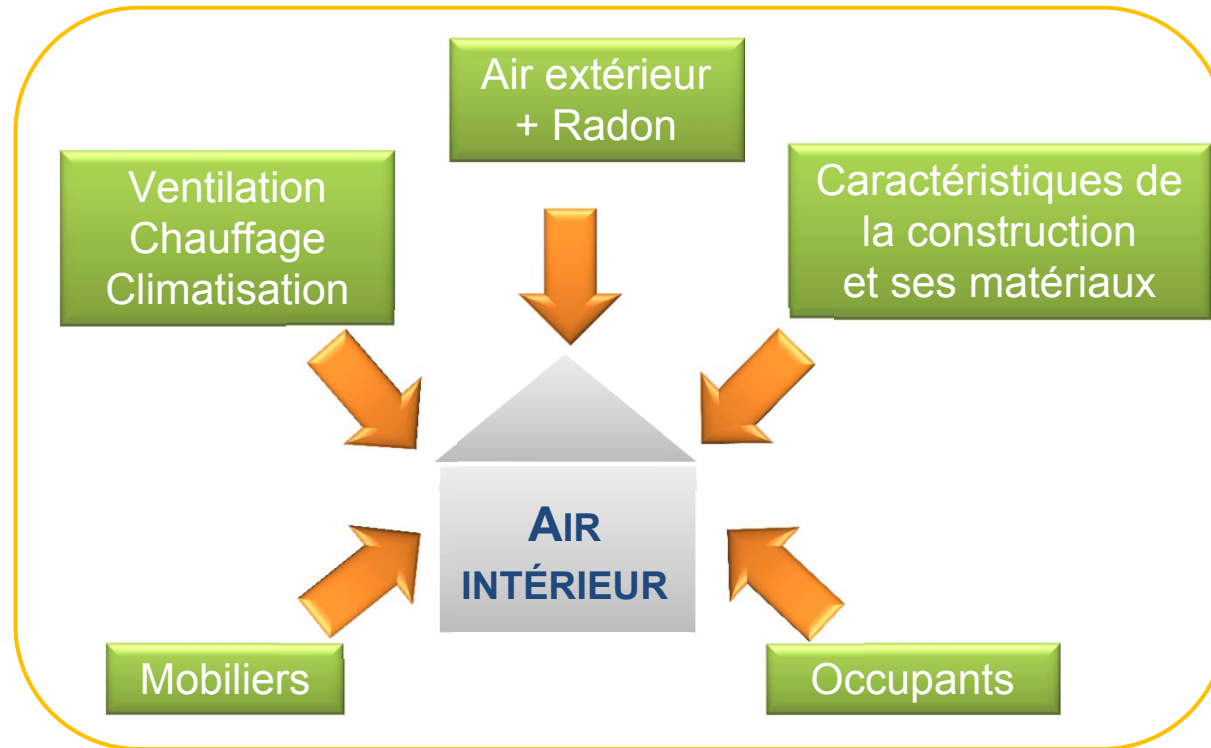 Air extérieur
+ Radon
Ventilation
Chauffage
Climatisation
Caractéristiques de
la construction
et ses matériaux
AIR
INTÉRIEUR
Mobiliers
Occupants